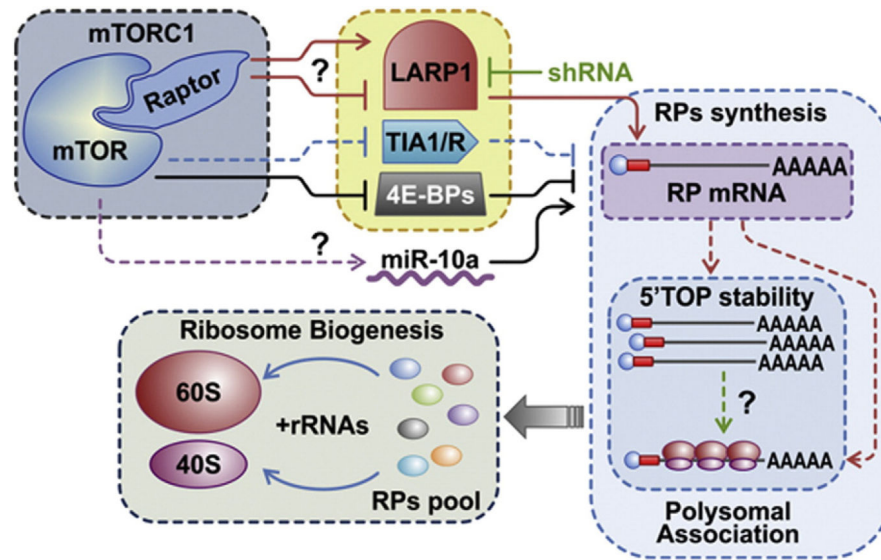 mTORC1
Raptor
mTOR
?
LARP1
shRNA
TIA1/R
4E-BPs
?
miR-10a
RPs synthesis
AAAAA
RP mRNA
5'TOP stability
AAAAA
AAAAA
AAAAA
?
AAAAA
Polysomal
Association
Ribosome Biogenesis
60S
+rRNAs
40S
RPs pool